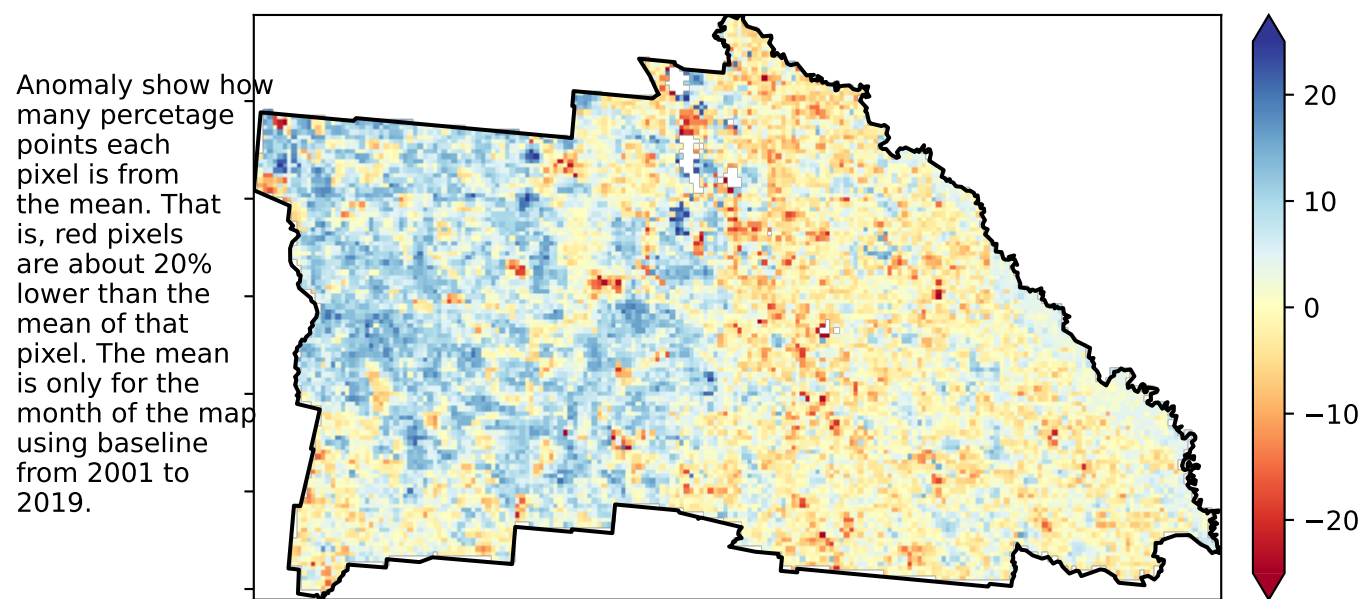 Anomaly show how
many percetage
points each
pixel is from
the mean. That
is, red pixels
are about 20%
lower than the
mean of that
pixel. The mean
is only for the
month of the map
using baseline
from 2001 to
2019.
20
10
0
−10
−20